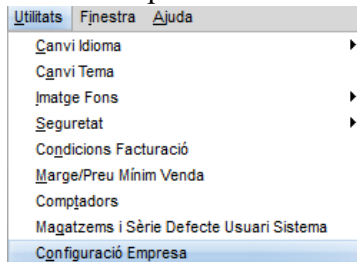 Utilitats Finestra Ajuda
Canvi Idioma
Canvi Tema
Imatge Fons
Seguretat
Condicions Facturació
Marge/Preu Mínim Venda
Comptadors
Magatzems i Sèrie Defecte Usuari Sistema
Configuració Empresa